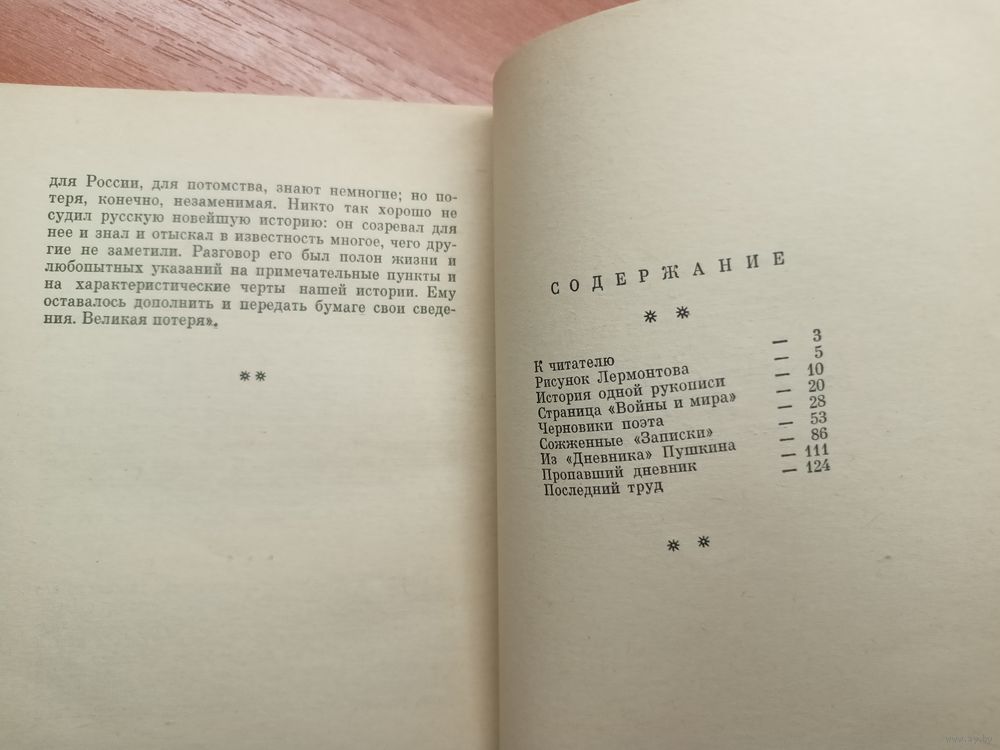 для России, для потомства, знают немногие; но по-
теря, конечно, незаменимая. Никто так хорошо не
судил русскую новейшую историю: он созревал для
нее и знал и отыскал в известность многое, чего дру-
гие не заметили. Разговор его был полон жизни и
любопытных указаний на примечательные пункты и
на характеристические черты нашей истории. Ему
оставалось дополнить и передать бумаге свои сведе-
ния. Великая потеря».
СОДЕРЖАНИЕ
К читателю — 3
Рисунок Лермонтова — 5
История одной рукописи — 10
Страница «Войны и мира» — 20
Черновики поэта — 28
Сожженные «Записки» — 53
Из «Дневника» Пушкина — 86
Пропавший дневник — 111
Последний труд — 124